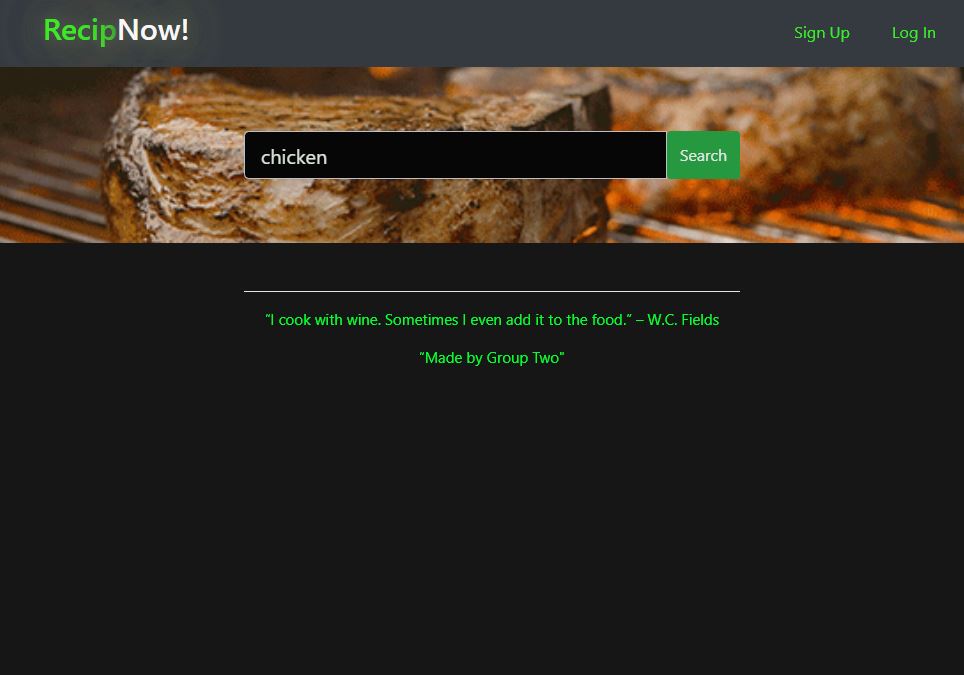 RecipNow!
Sign Up
Log In
chicken
Search
“I cook with wine. Sometimes I even add it to the food.” – W.C. Fields
“Made by Group Two"